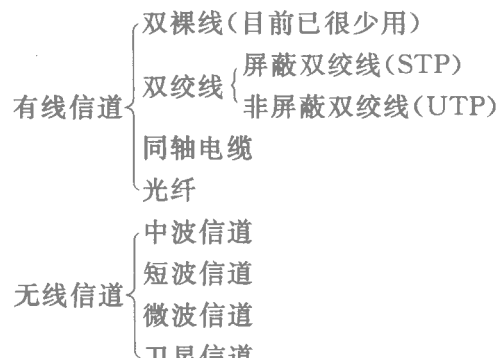 双裸线(目前已很少用)
屏蔽双绞线(STP)
双绞线
非屏蔽双绞线(UTP)
有线信道
同轴电缆
光纤
中波信道
短波信道
无线信道
微波信道
卫星信道